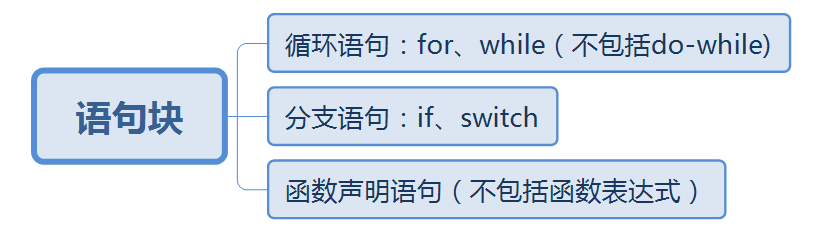 语句块
循环语句：for、while（不包括do-while)
分支语句：if、switch
函数声明语句（不包括函数表达式）